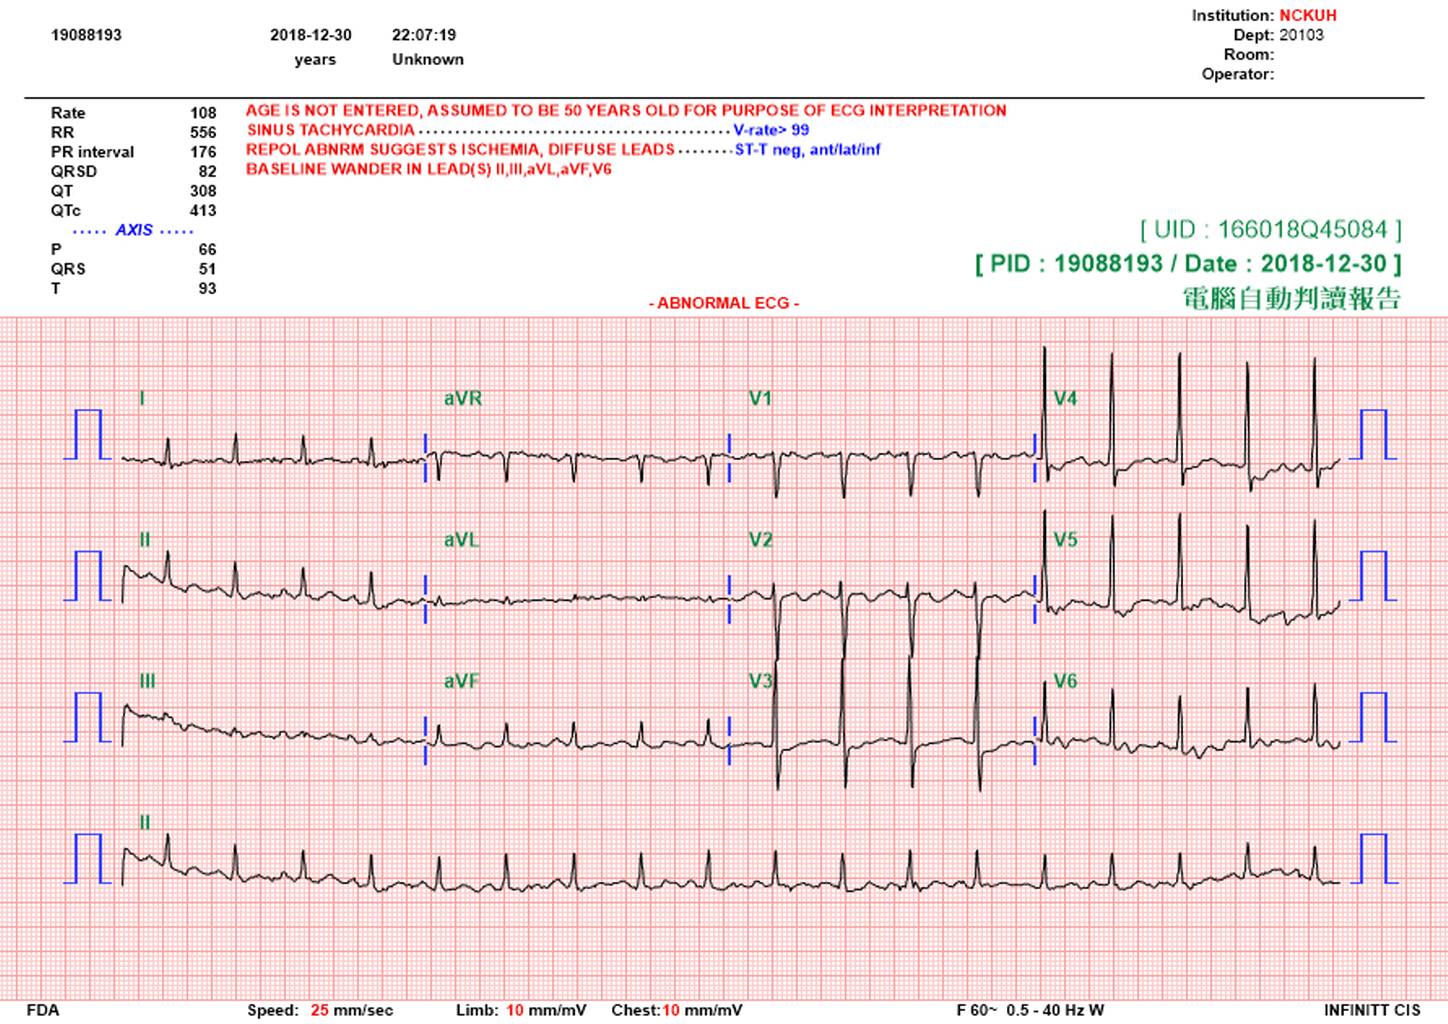 Institution: NCKUH
19088193 2018-12-30 22:07:19 Dept: 20103
years Unknown Room:
Operator:
Rate 108 AGE IS NOT ENTERED, ASSUMED TO BE 50 YEARS OLD FOR PURPOSE OF ECG INTERPRETATION
RR 556 SINUS TACHYCARDIA ........................................ V-rate> 99
PR interval 176 REPOL ABNRM SUGGESTS ISCHEMIA, DIFFUSE LEADS ........ ST-T neg, ant/lat/inf
QRSD 82 BASELINE WANDER IN LEAD(S) II,III,aVL,aVF,V6
QT 308
QTc 413
..... AXIS .....
[ UID : 166018Q45084 ]
P 66
[ PID : 19088193 / Date : 2018-12-30 ]
QRS 51
T 93
電腦自動判讀報告
- ABNORMAL ECG -
I aVR V1 V4
II aVL V2 V5
III aVF V3 V6
II
FDA Speed: 25 mm/sec Limb: 10 mm/mV Chest:10 mm/mV F 60~ 0.5 - 40 Hz W INFINITT CIS